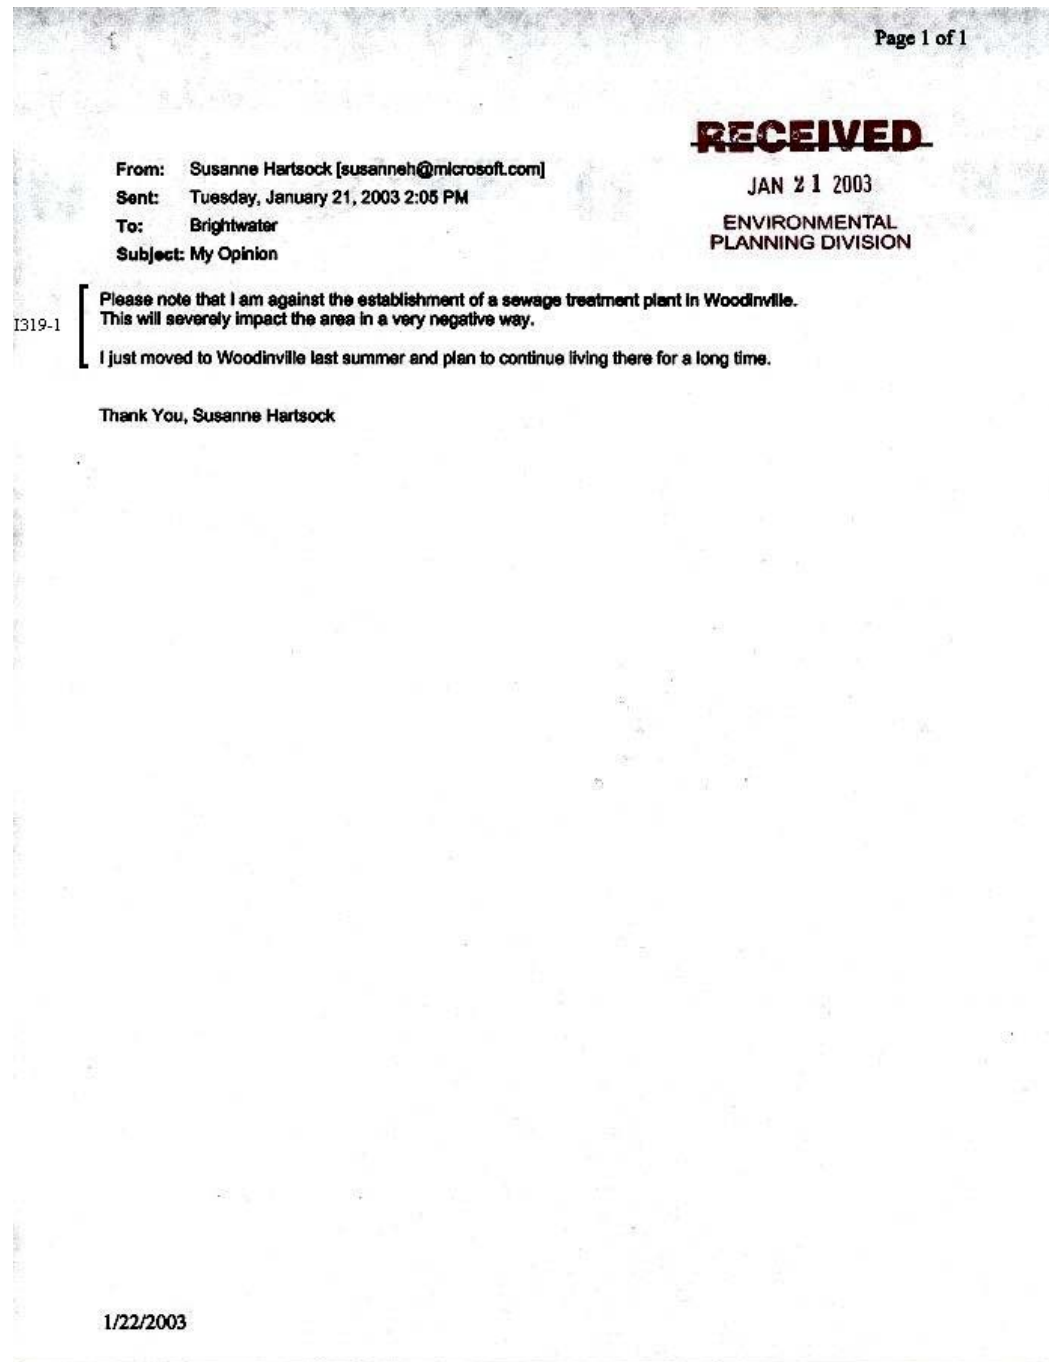 Page 1 of 1
RECEIVED
JAN 21 2003
ENVIRONMENTAL
PLANNING DIVISION
From: Susanne Hartsock [susanneh@microsoft.com]
Sent: Tuesday, January 21, 2003 2:05 PM
To: Brightwater
Subject: My Opinion
I319-1
Please note that I am against the establishment of a sewage treatment plant in Woodinville.
This will severely impact the area in a very negative way.
I just moved to Woodinville last summer and plan to continue living there for a long time.
Thank You, Susanne Hartsock
1/22/2003